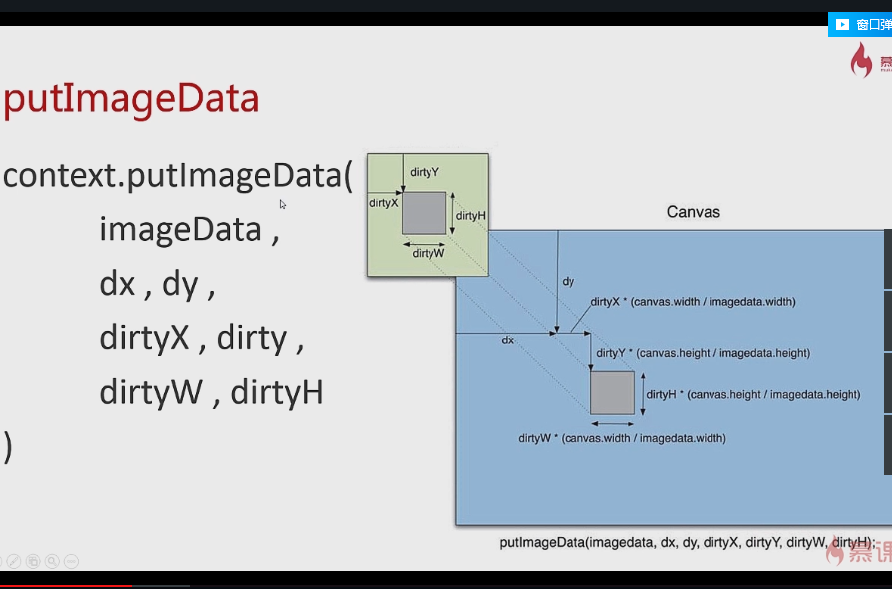 窗口弹
putImageData
context.putImageData(
imageData ,
dx , dy ,
dirtyX , dirty ,
dirtyW , dirtyH
)
dirtyY
dirtyX
dirtyH
dirtyW
Canvas
dy
dirtyX * (canvas.width / imagedata.width)
dx
dirtyY * (canvas.height / imagedata.height)
dirtyH * (canvas.height / imagedata.height)
dirtyW * (canvas.width / imagedata.width)
putImageData(imagedata, dx, dy, dirtyX, dirtyY, dirtyW, dirtyH);
慕课